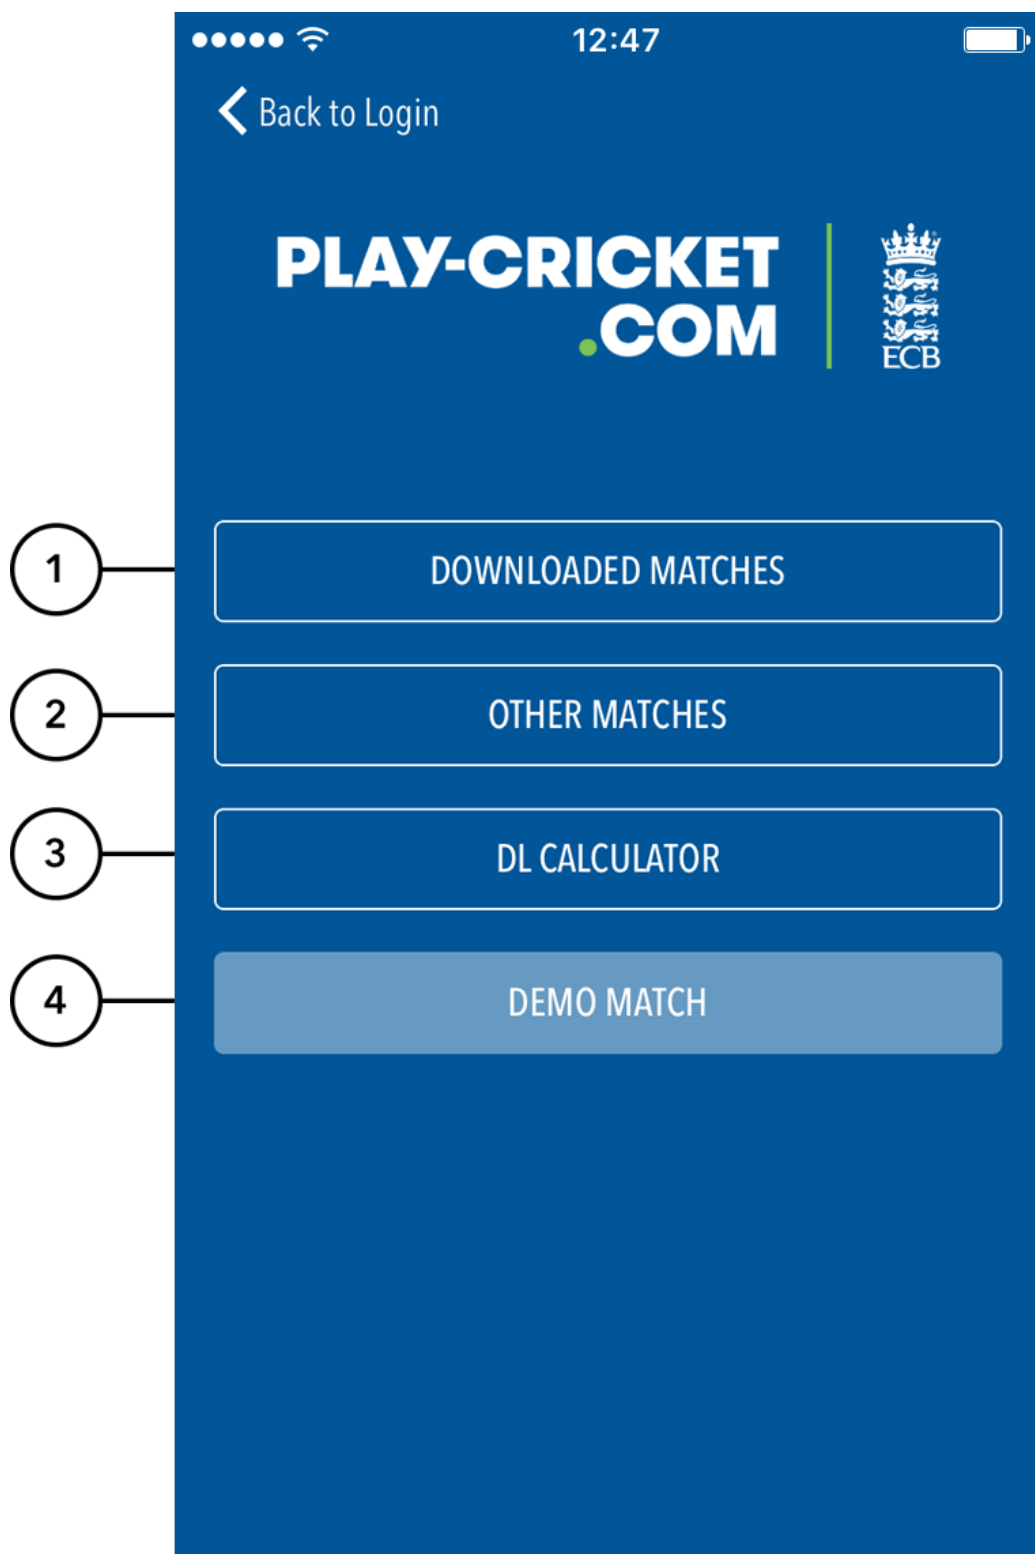 12:47
Back to Login
PLAY-CRICKET
.COM
ECB
1
DOWNLOADED MATCHES
2
OTHER MATCHES
3
DL CALCULATOR
4
DEMO MATCH